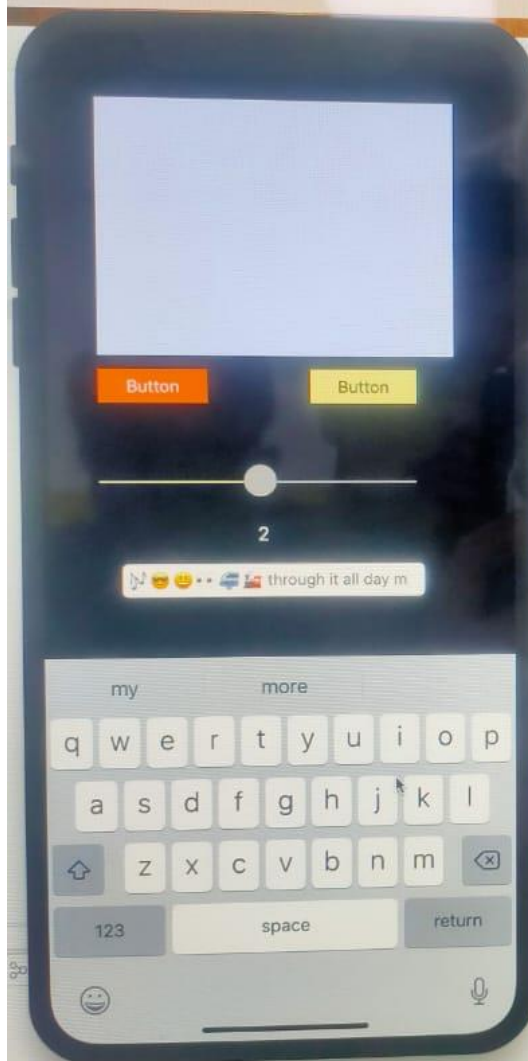 Button Button
2
🎶😎😃•• 🚙🚂 through it all day m
my more
q w e r t y u i o p
a s d f g h j k l
z x c v b n m
123 space return